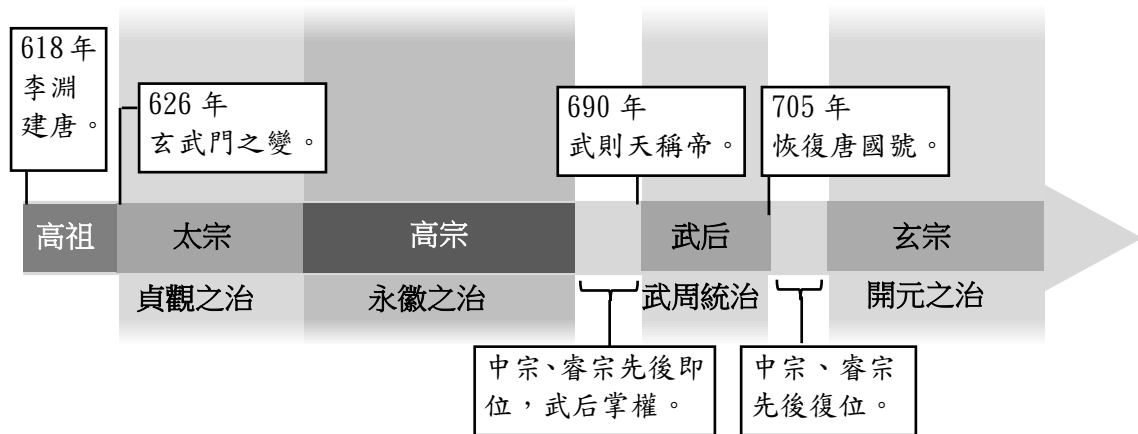 618 年
李淵
建唐。
626 年
玄武門之變。
690 年
武則天稱帝。
705 年
恢復唐國號。
高祖
太宗
高宗
武后
玄宗
貞觀之治
永徽之治
武周統治
開元之治
中宗、睿宗先後即
位，武后掌權。
中宗、睿宗
先後復位。